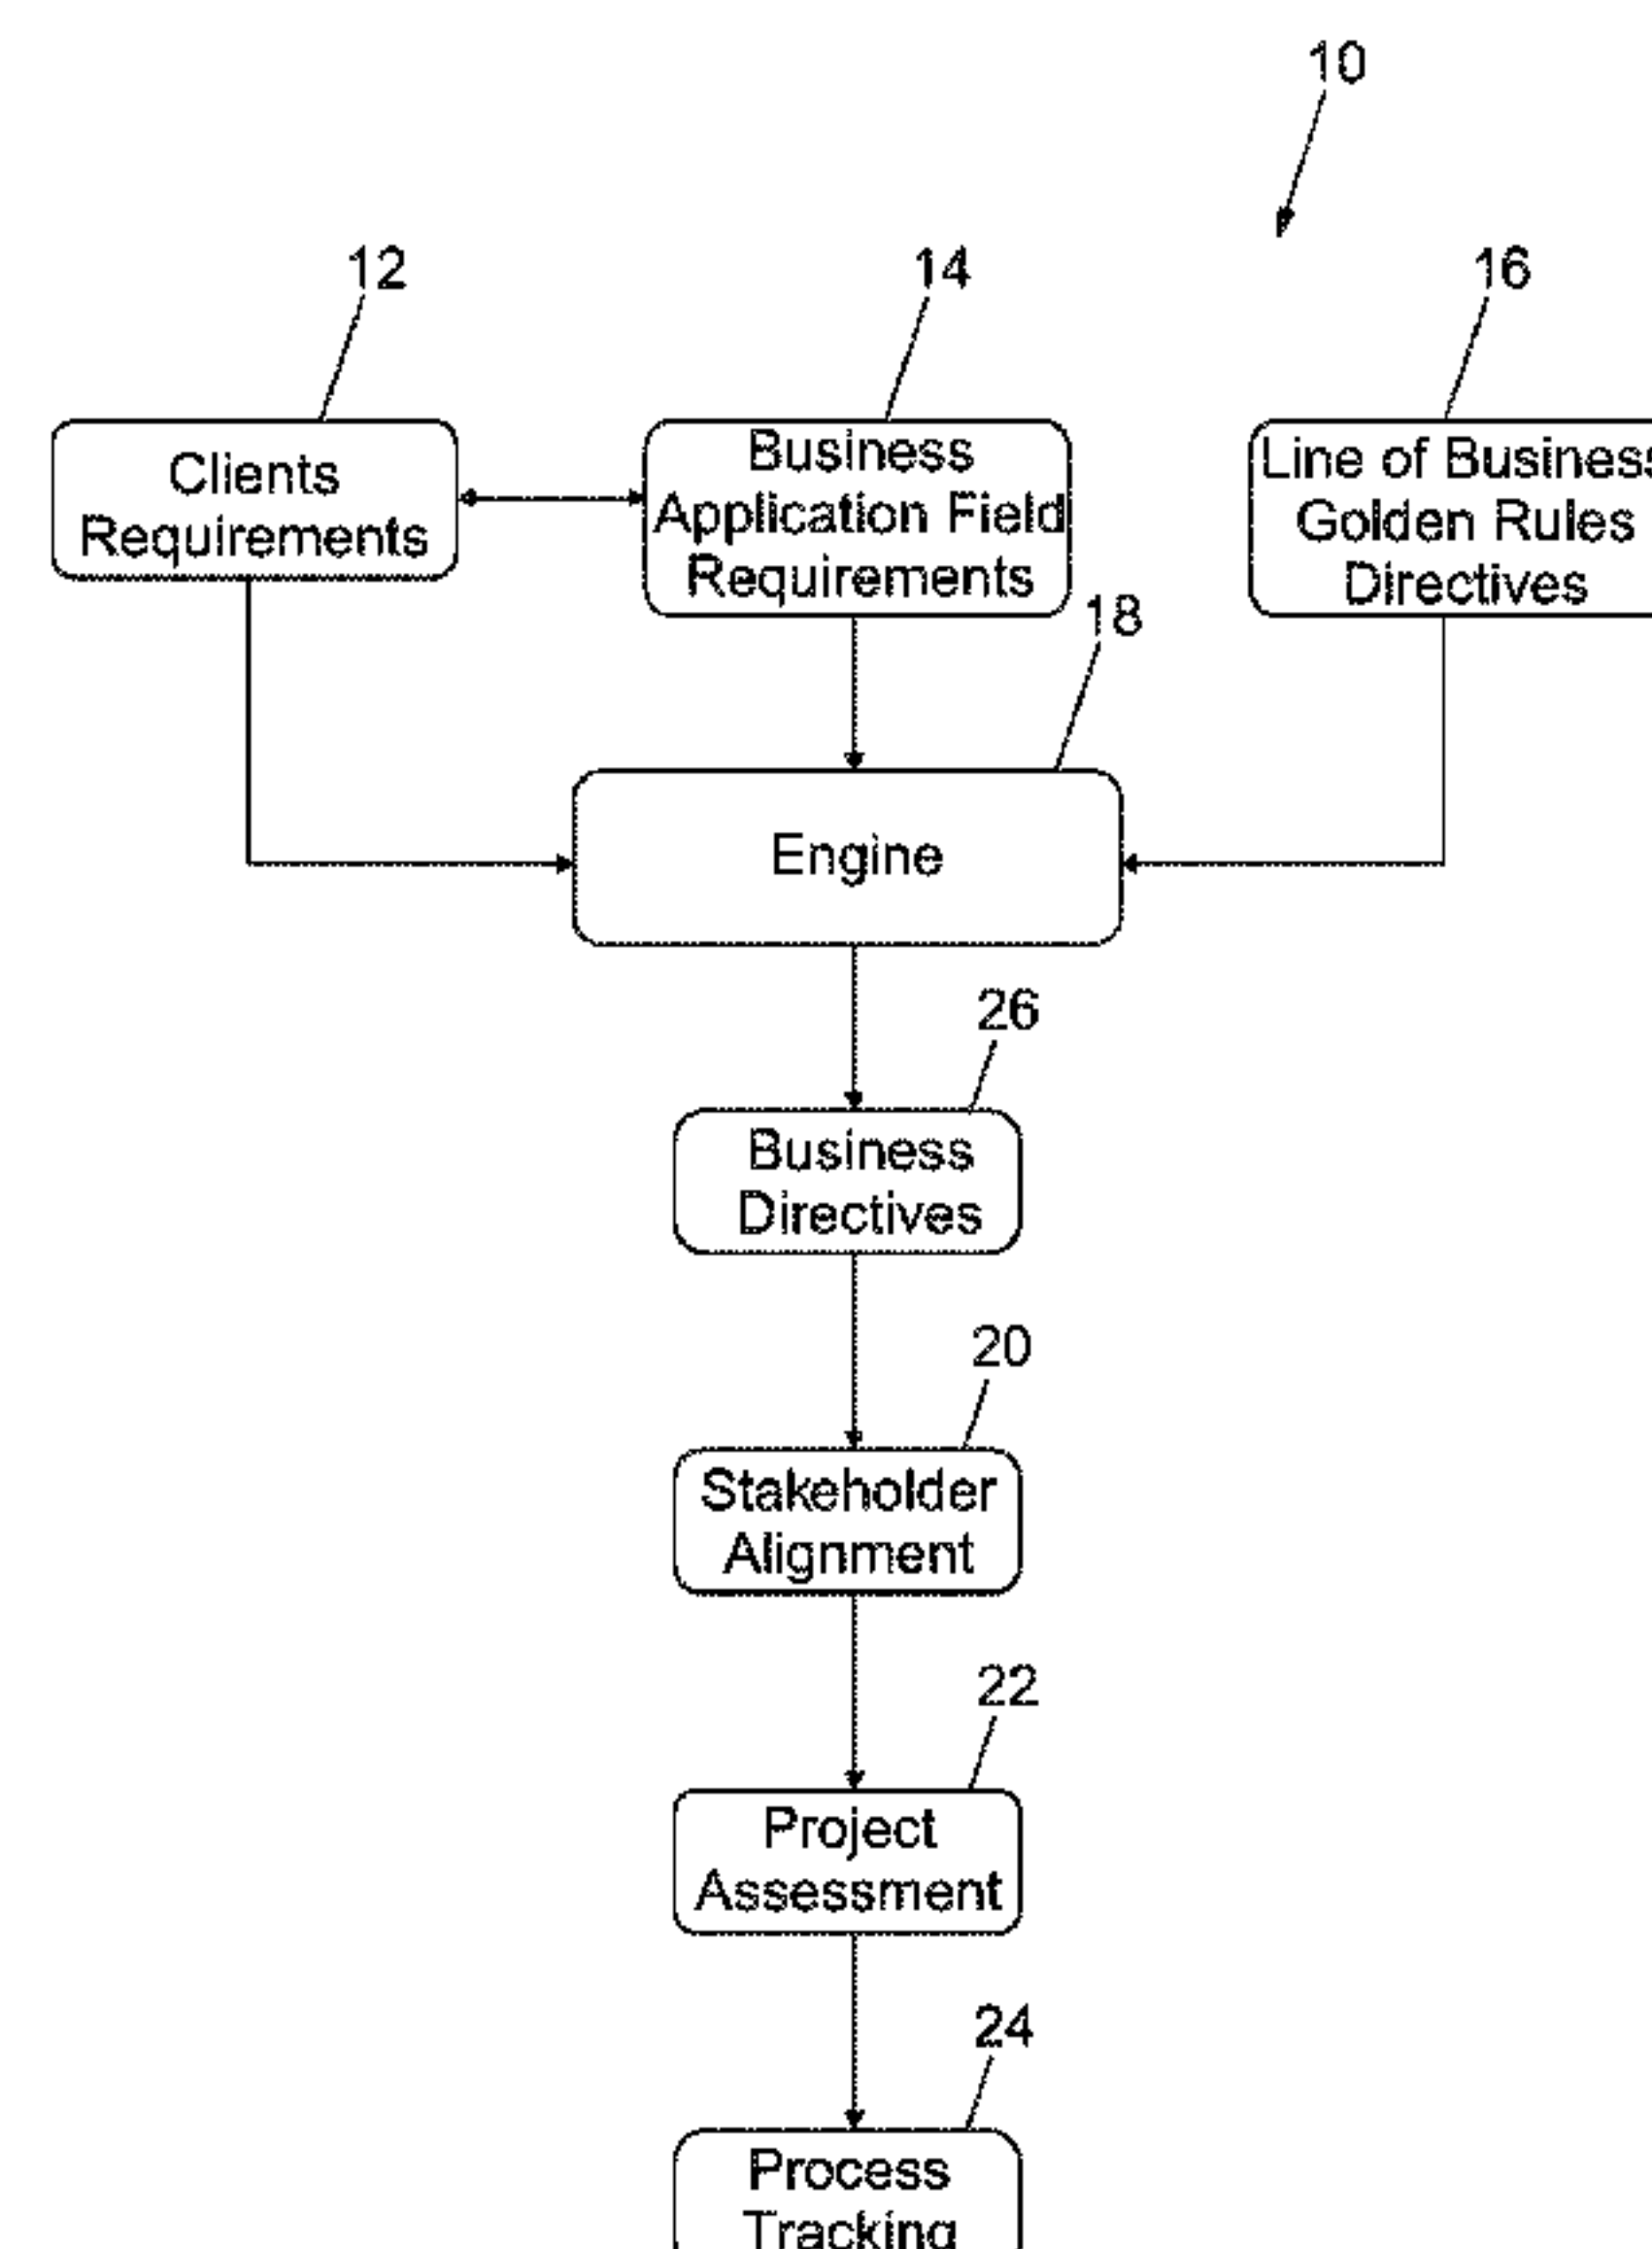 10
12
14
16
Clients
Requirements
Business
Application Field
Requirements
Line of Business
Golden Rules
Directives
18
Engine
26
Business
Directives
20
Stakeholder
Alignment
22
Project
Assessment
24
Process
Tracking